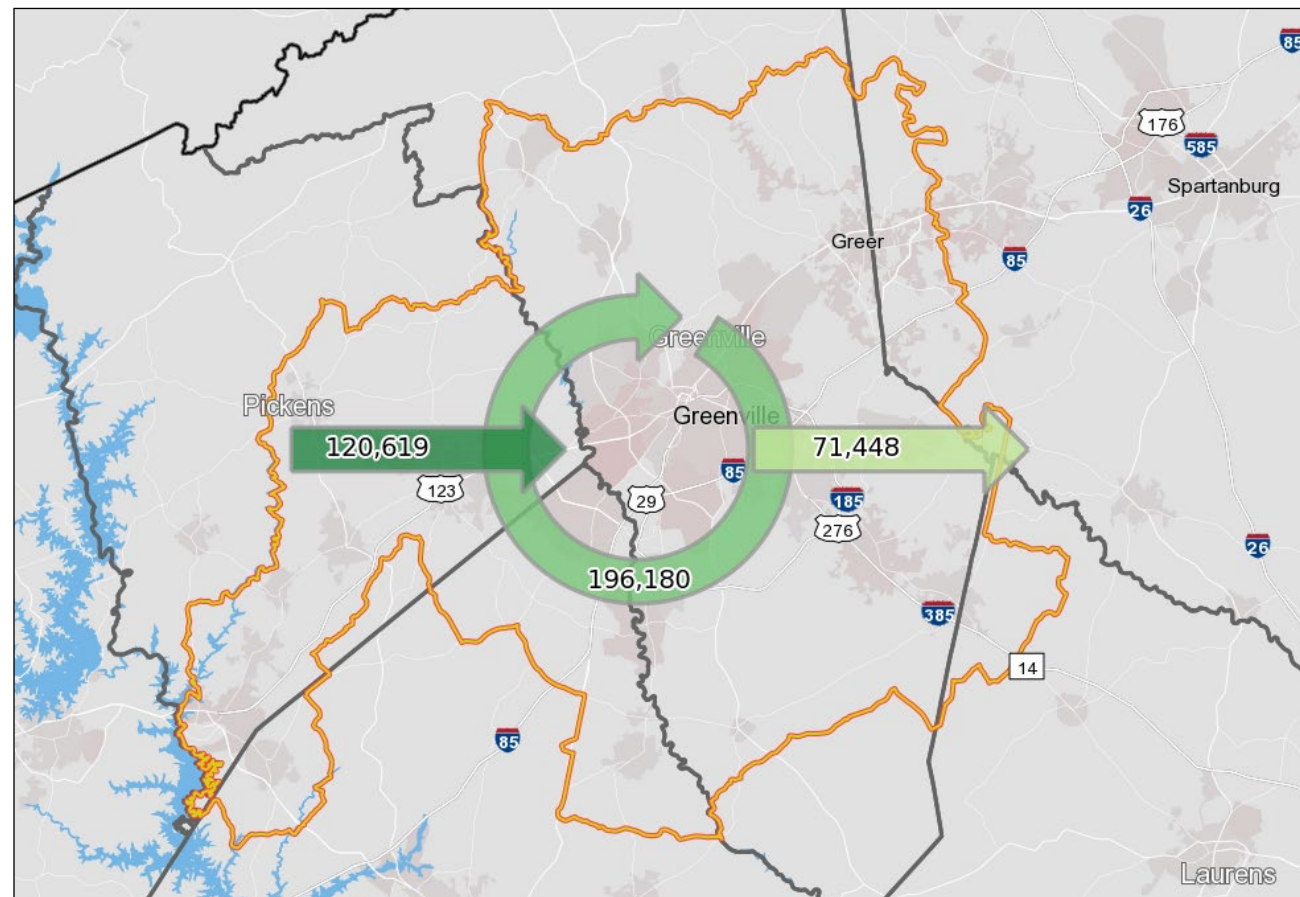 85
176
585
Spartanburg
26
Greer
85
Greenville
Pickens
Greenville
120,619
71,448
85
123
29
185
276
26
196,180
385
14
85
Laurens